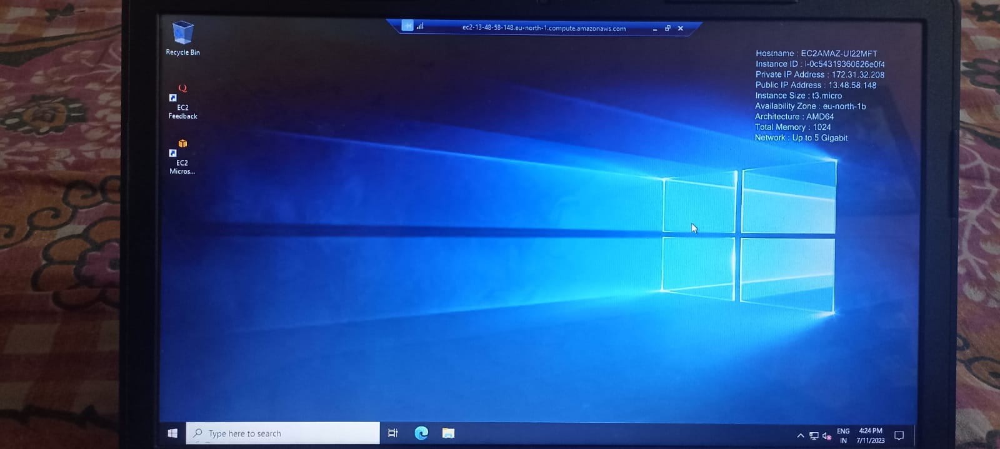 ec2-13-48-58-148.eu-north-1.compute.amazonaws.com
Recycle Bin
EC2
Feedback
EC2
Micros...
Hostname : EC2AMAZ-UI22MFT
Instance ID : i-0c54319360626e0f4
Private IP Address : 172.31.32.208
Public IP Address : 13.48.58.148
Instance Size : t3.micro
Availability Zone : eu-north-1b
Architecture : AMD64
Total Memory : 1024
Network : Up to 5 Gigabit
Type here to search
ENG
IN
4:24 PM
7/11/2023